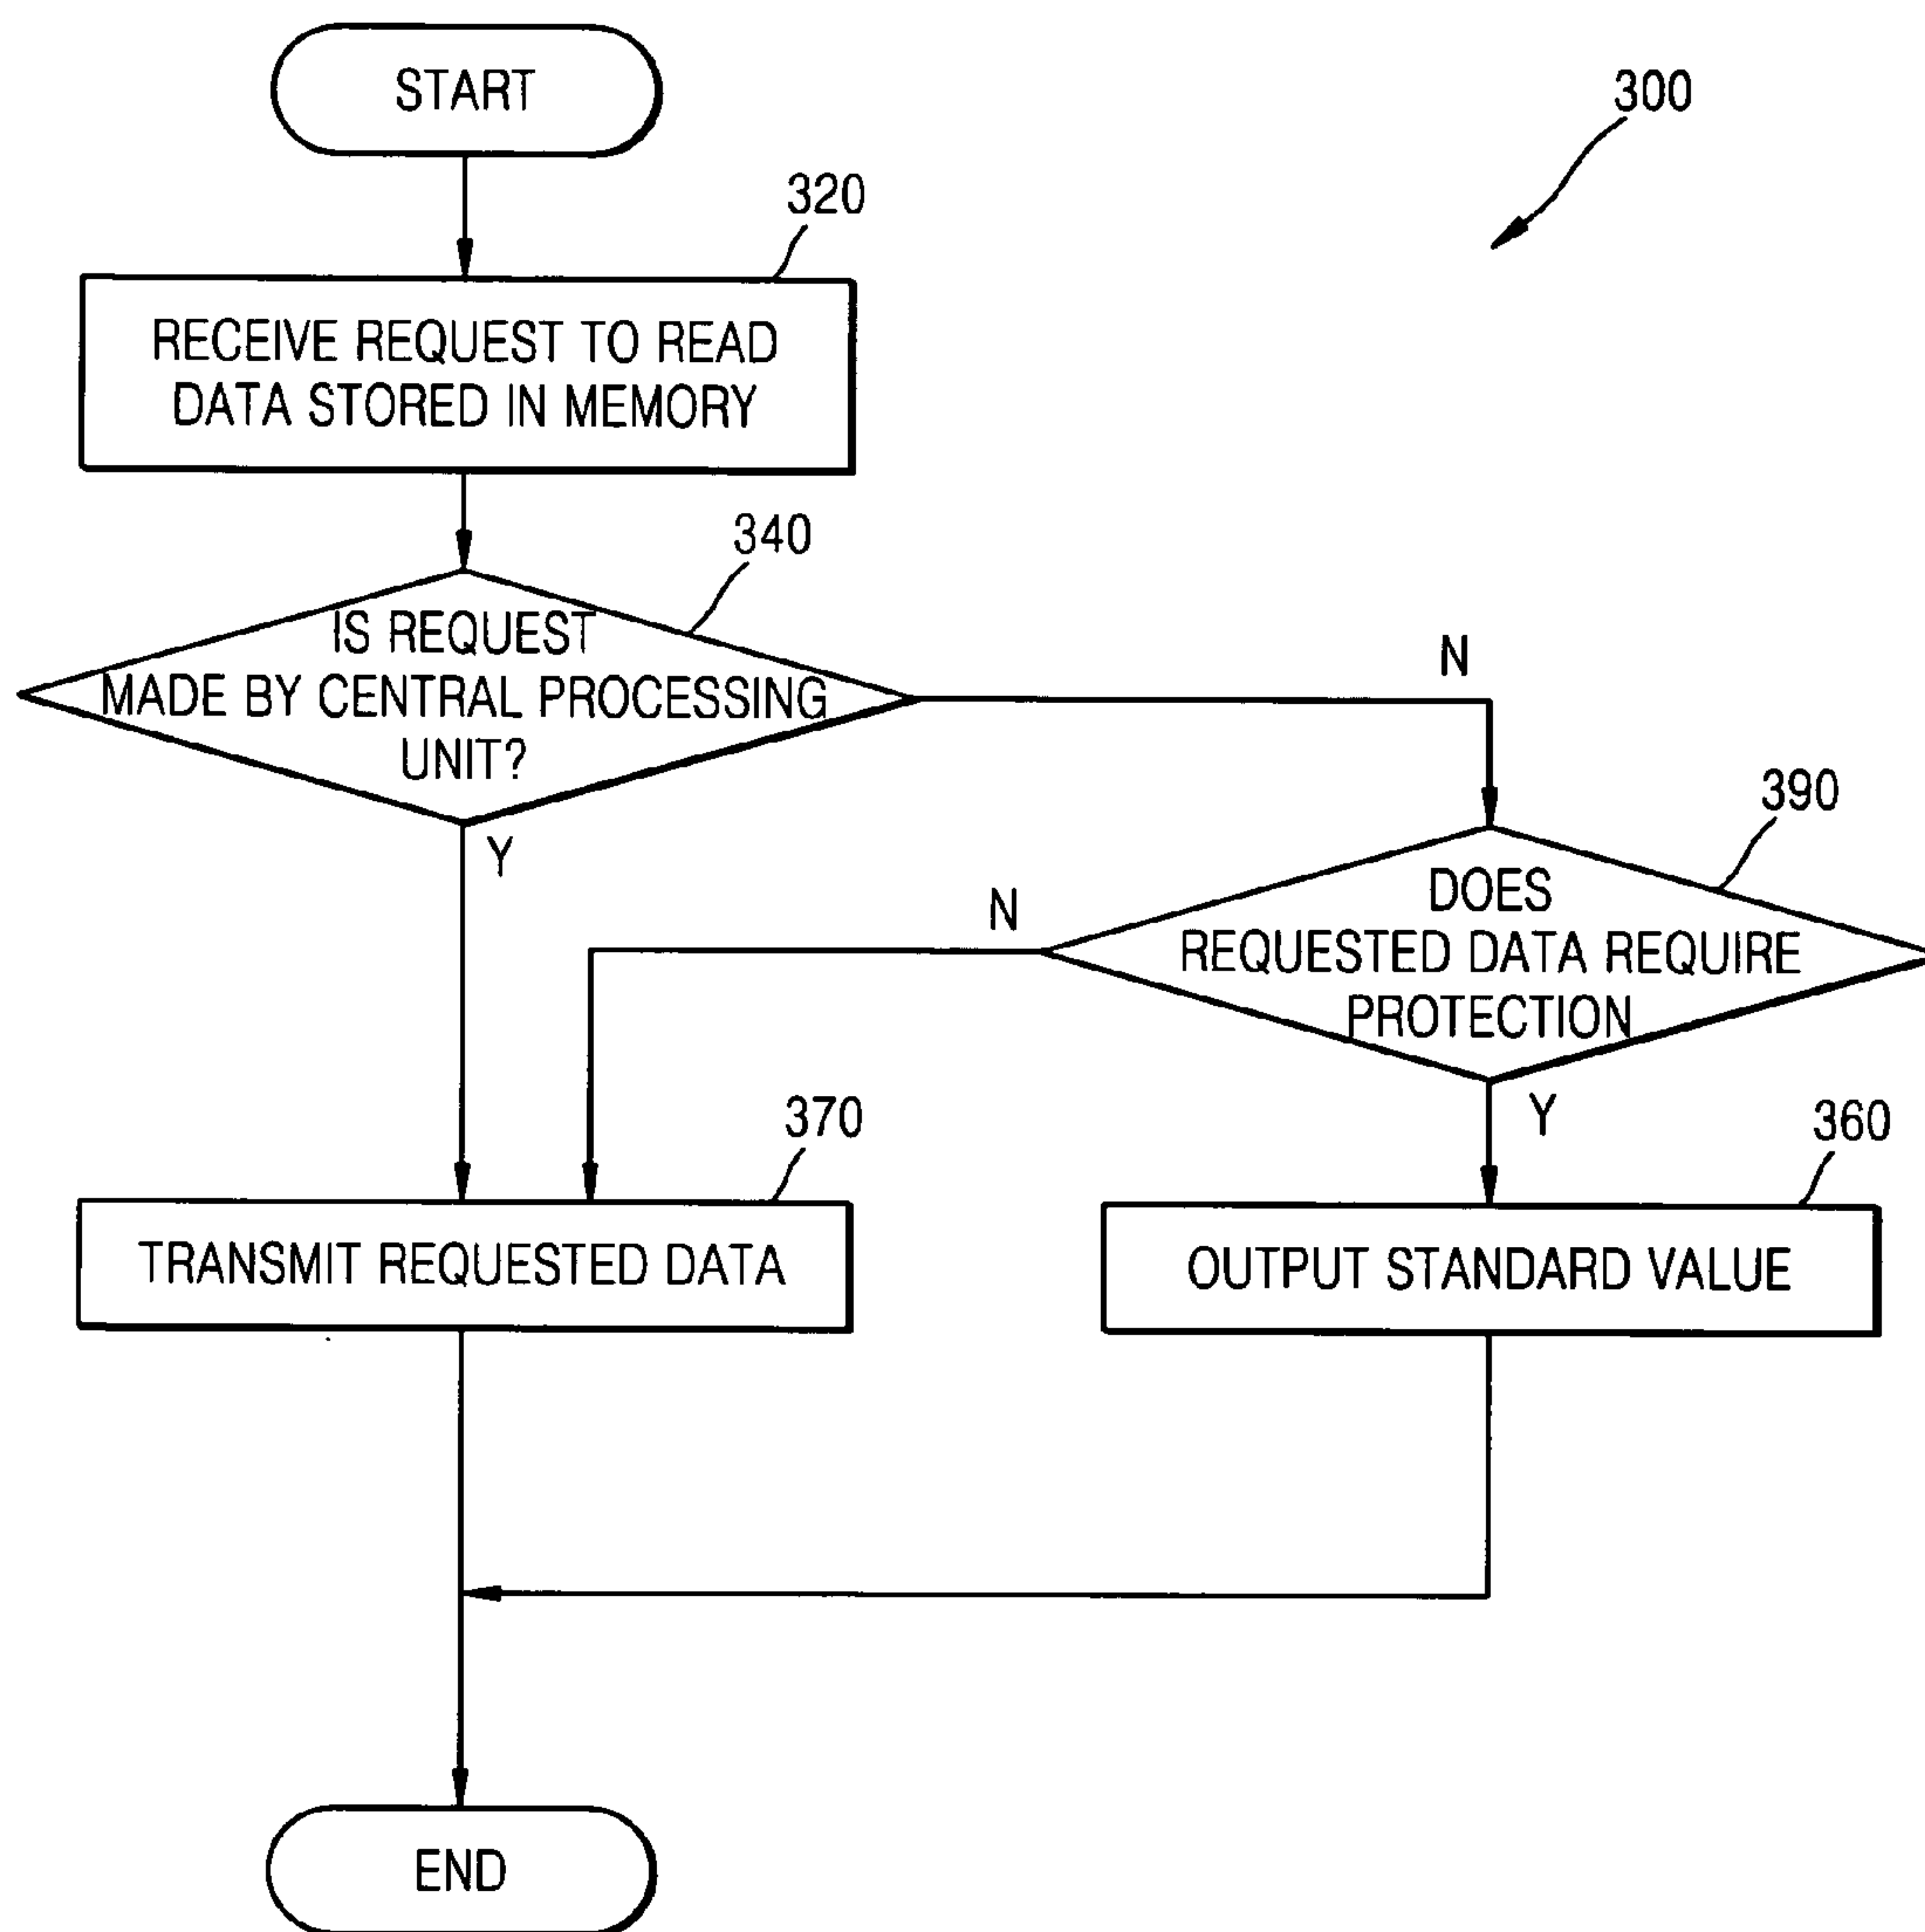 START
300
320
RECEIVE REQUEST TO READ
DATA STORED IN MEMORY
340
IS REQUEST
MADE BY CENTRAL PROCESSING
UNIT?
N
Y
390
DOES
REQUESTED DATA REQUIRE
PROTECTION
N
Y
370
TRANSMIT REQUESTED DATA
360
OUTPUT STANDARD VALUE
END